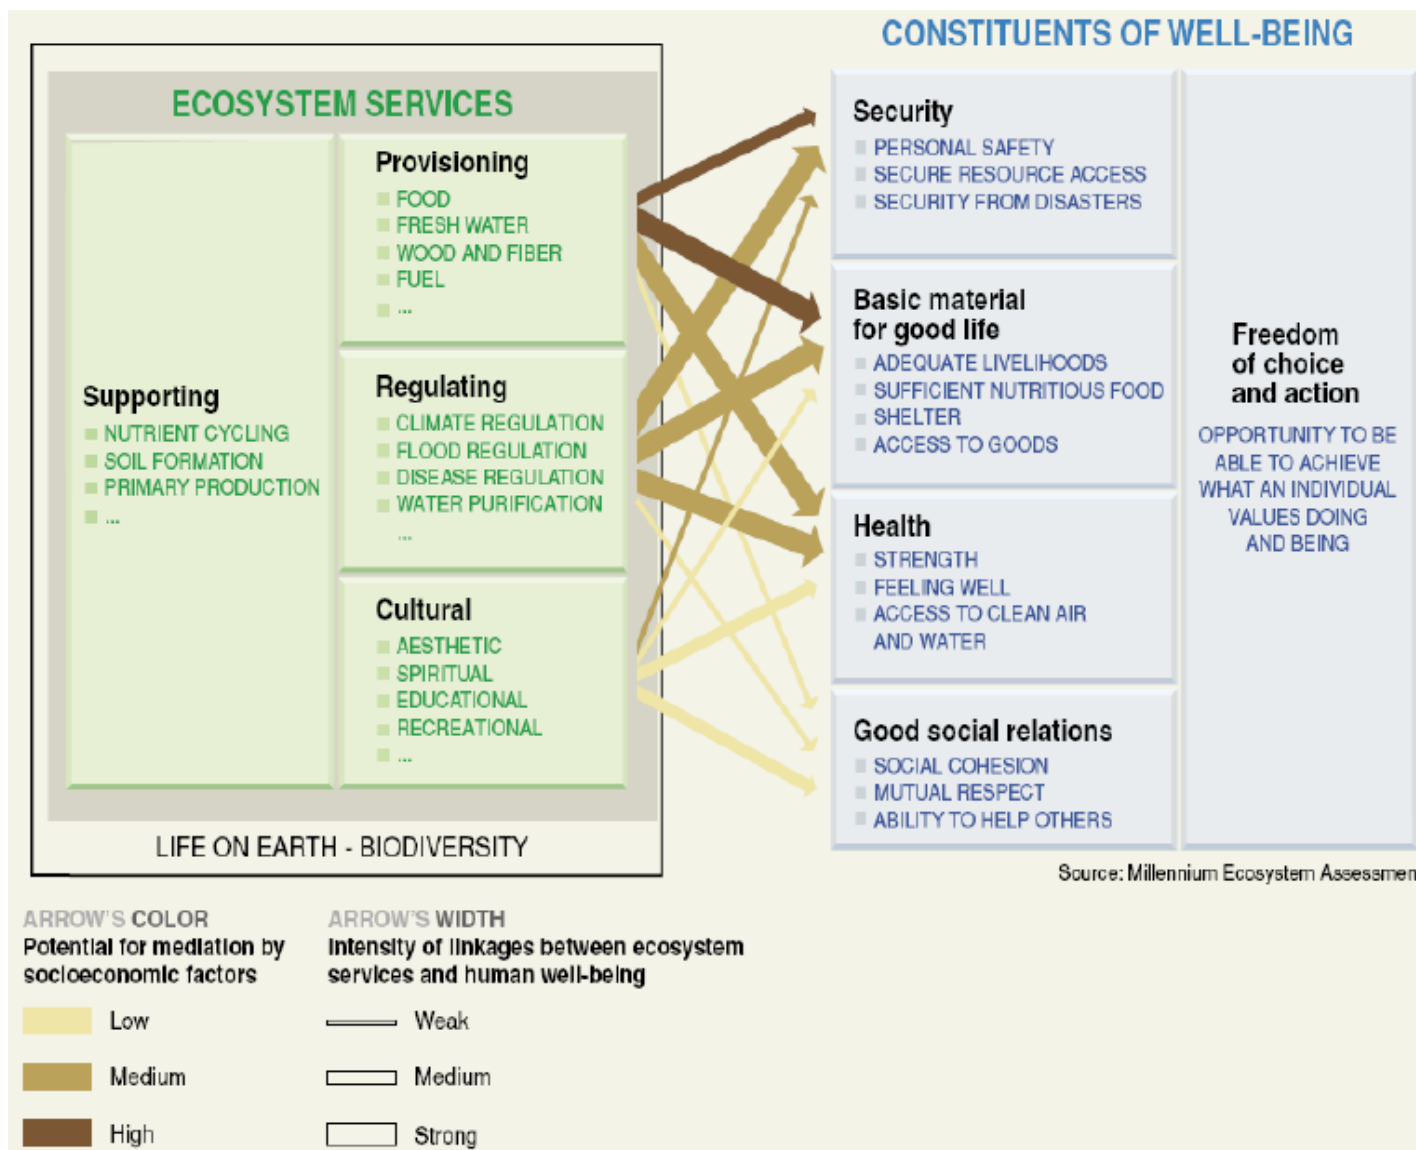 CONSTITUENTS OF WELL-BEING
ECOSYSTEM SERVICES
Supporting
NUTRIENT CYCLING
SOIL FORMATION
PRIMARY PRODUCTION
...
Provisioning
FOOD
FRESH WATER
WOOD AND FIBER
FUEL
...
Regulating
CLIMATE REGULATION
FLOOD REGULATION
DISEASE REGULATION
WATER PURIFICATION
...
Cultural
AESTHETIC
SPIRITUAL
EDUCATIONAL
RECREATIONAL
...
LIFE ON EARTH - BIODIVERSITY
Security
PERSONAL SAFETY
SECURE RESOURCE ACCESS
SECURITY FROM DISASTERS
Basic material
for good life
ADEQUATE LIVELIHOODS
SUFFICIENT NUTRITIOUS FOOD
SHELTER
ACCESS TO GOODS
Health
STRENGTH
FEELING WELL
ACCESS TO CLEAN AIR
AND WATER
Good social relations
SOCIAL COHESION
MUTUAL RESPECT
ABILITY TO HELP OTHERS
Freedom
of choice
and action
OPPORTUNITY TO BE
ABLE TO ACHIEVE
WHAT AN INDIVIDUAL
VALUES DOING
AND BEING
Source: Millennium Ecosystem Assessmen
ARROW'S COLOR
Potential for mediation by
socioeconomic factors
Low
Medium
High
ARROW'S WIDTH
Intensity of linkages between ecosystem
services and human well-being
Weak
Medium
Strong